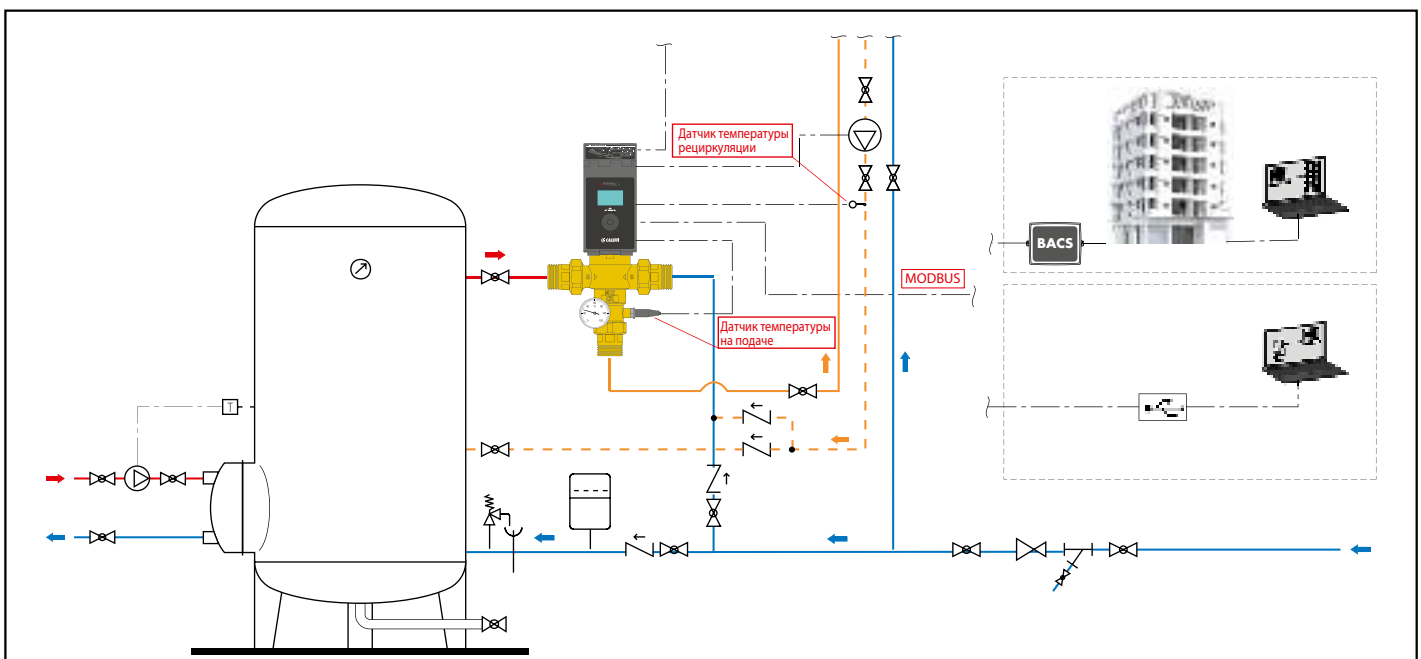 Датчик температуры
рециркуляции
BACS
MODBUS
Датчик температуры
на подаче
T
CALEFFI